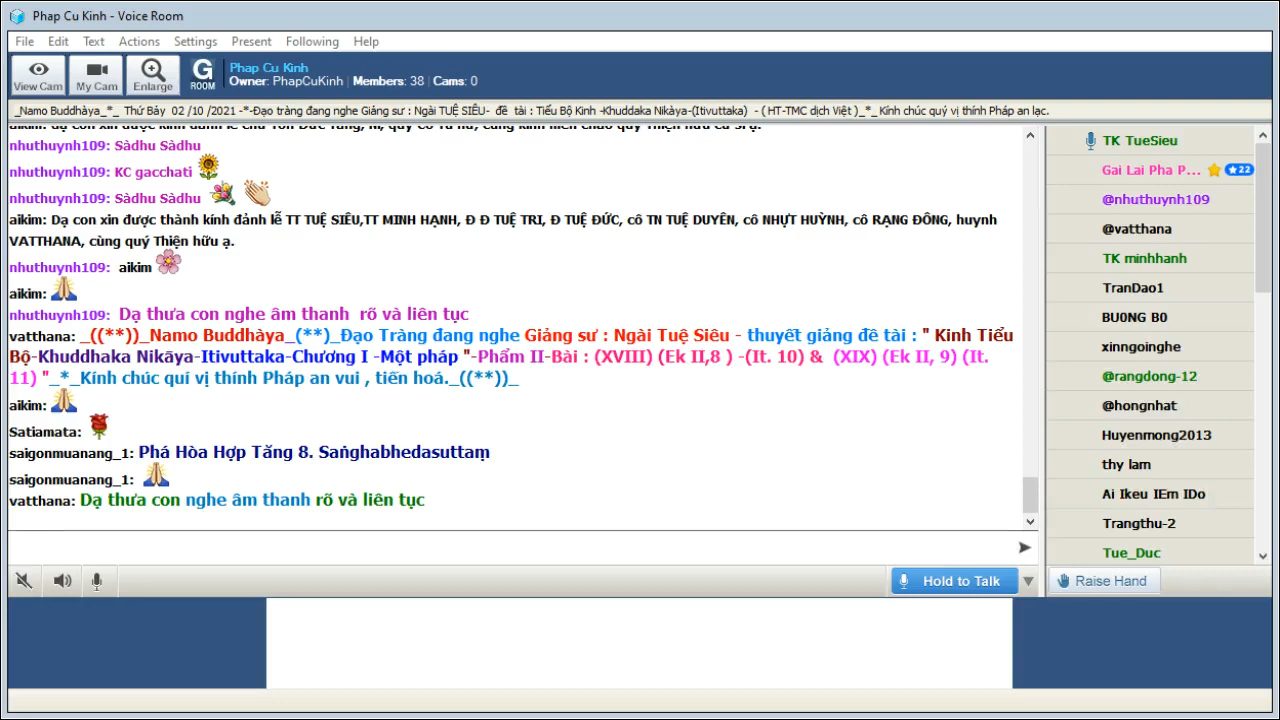 Phap Cu Kinh - Voice Room
File Edit Text Actions Settings Present Following Help
View Cam My Cam Enlarge G ROOM
Phap Cu Kinh
Owner: PhapCuKinh | Members: 38 | Cams: 0
_Namo Buddhàya_*_ Thứ Bảy 02 /10 /2021 -*-Đạo tràng đang nghe Giảng sư : Ngài TUỆ SIÊU- đề tài : Tiểu Bộ Kinh -Khuddaka Nikàya-(Itivuttaka) - ( HT-TMC dịch Việt )_*_ Kính chúc quý vị thính Pháp an lạc.
nhuthuynh109: Sàdhu Sàdhu
nhuthuynh109: KC gacchati
nhuthuynh109: Sàdhu Sàdhu
aikim: Dạ con xin được thành kính đảnh lễ TT TUỆ SIÊU,TT MINH HẠNH, Đ Đ TUỆ TRI, Đ TUỆ ĐỨC, cô TN TUỆ DUYÊN, cô NHỰT HUỲNH, cô RẠNG ĐÔNG, huynh
VATTHANA, cùng quý Thiện hữu ạ.
nhuthuynh109: aikim
aikim:
nhuthuynh109: Dạ thưa con nghe âm thanh rõ và liên tục
vatthana: _((**))_Namo Buddhàya_(**)_Đạo Tràng đang nghe Giảng sư : Ngài Tuệ Siêu - thuyết giảng đề tài : " Kinh Tiểu
Bộ-Khuddhaka Nikāya-Itivuttaka-Chương I -Một pháp "-Phẩm II-Bài : (XVIII) (Ek II,8 ) -(It. 10) & (XIX) (Ek II, 9) (It.
11) "_*_Kính chúc quí vị thính Pháp an vui , tiến hoá._((**))_
aikim:
Satiamata:
saigonmuanang_1: Phá Hòa Hợp Tăng 8. Saṅghabhedasuttaṃ
saigonmuanang_1:
vatthana: Dạ thưa con nghe âm thanh rõ và liên tục
TK TueSieu
Gai Lai Pha P... 22
@nhuthuynh109
@vatthana
TK minhhanh
TranDao1
BU0NG B0
xinngoinghe
@rangdong-12
@hongnhat
Huyenmong2013
thy lam
Ai Ikeu IEm IDo
Trangthu-2
Tue_Duc
Hold to Talk
Raise Hand